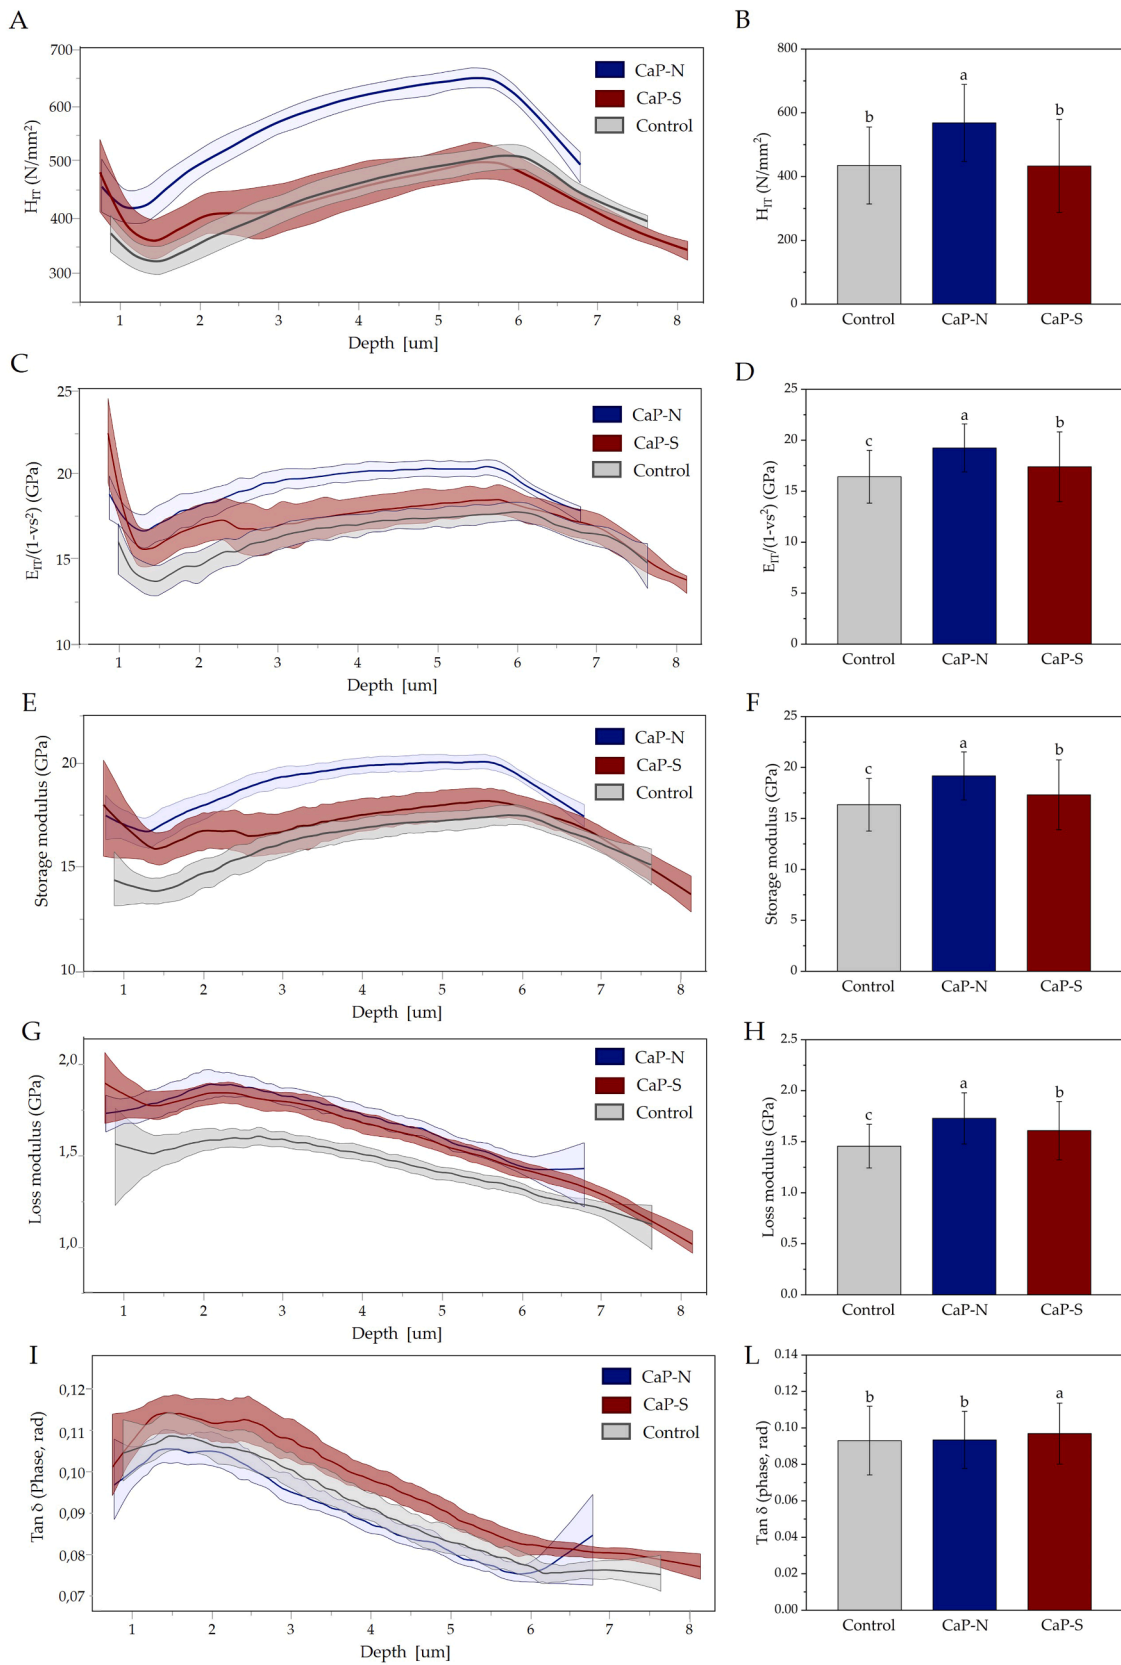 A
700
600
500
400
300
H_IT (N/mm²)
CaP-N
CaP-S
Control
1 2 3 4 5 6 7 8
Depth [um]
B
800
600
400
200
0
H_IT (N/mm²)
b a b
Control CaP-N CaP-S
C
25
20
15
10
E_IT/(1-vs²) (GPa)
CaP-N
CaP-S
Control
1 2 3 4 5 6 7 8
Depth [um]
D
25
20
15
10
5
0
E_IT/(1-vs²) (GPa)
c a b
Control CaP-N CaP-S
E
20
15
10
Storage modulus (GPa)
CaP-N
CaP-S
Control
1 2 3 4 5 6 7 8
Depth [um]
F
25
20
15
10
5
0
Storage modulus (GPa)
c a b
Control CaP-N CaP-S
G
2,0
1,5
1,0
Loss modulus (GPa)
CaP-N
CaP-S
Control
1 2 3 4 5 6 7 8
Depth [um]
H
2.5
2.0
1.5
1.0
0.5
0.0
Loss modulus (GPa)
c a b
Control CaP-N CaP-S
I
0,12
0,11
0,10
0,09
0,08
0,07
Tan δ (Phase, rad)
CaP-N
CaP-S
Control
1 2 3 4 5 6 7 8
Depth [um]
L
0.14
0.12
0.10
0.08
0.06
0.04
0.02
0.00
Tan δ (phase, rad)
b b a
Control CaP-N CaP-S